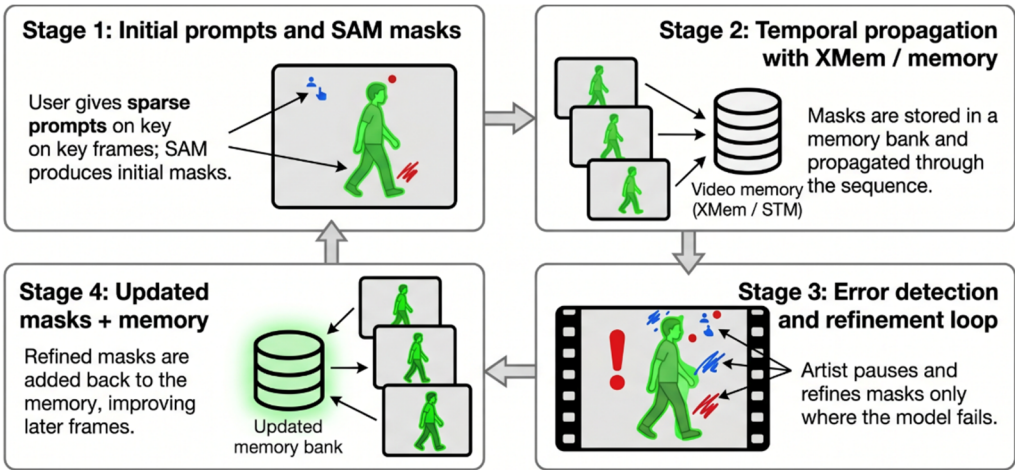 Stage 1: Initial prompts and SAM masks
User gives sparse
prompts on key
on key frames; SAM
produces initial masks.
Stage 2: Temporal propagation
with XMem / memory
Masks are stored in a
memory bank and
propagated through
the sequence.
Video memory
(XMem / STM)
Stage 3: Error detection
and refinement loop
Artist pauses and
refines masks only
where the model fails.
Stage 4: Updated
masks + memory
Refined masks are
added back to the
memory, improving
later frames.
Updated
memory bank